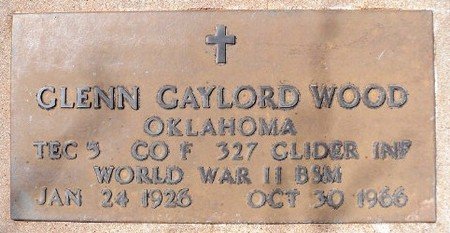 GLENN GAYLORD WOOD
OKLAHOMA
TEC 5 CO F 327 GLIDER INF
WORLD WAR II BSM
JAN 24 1926 OCT 30 1966